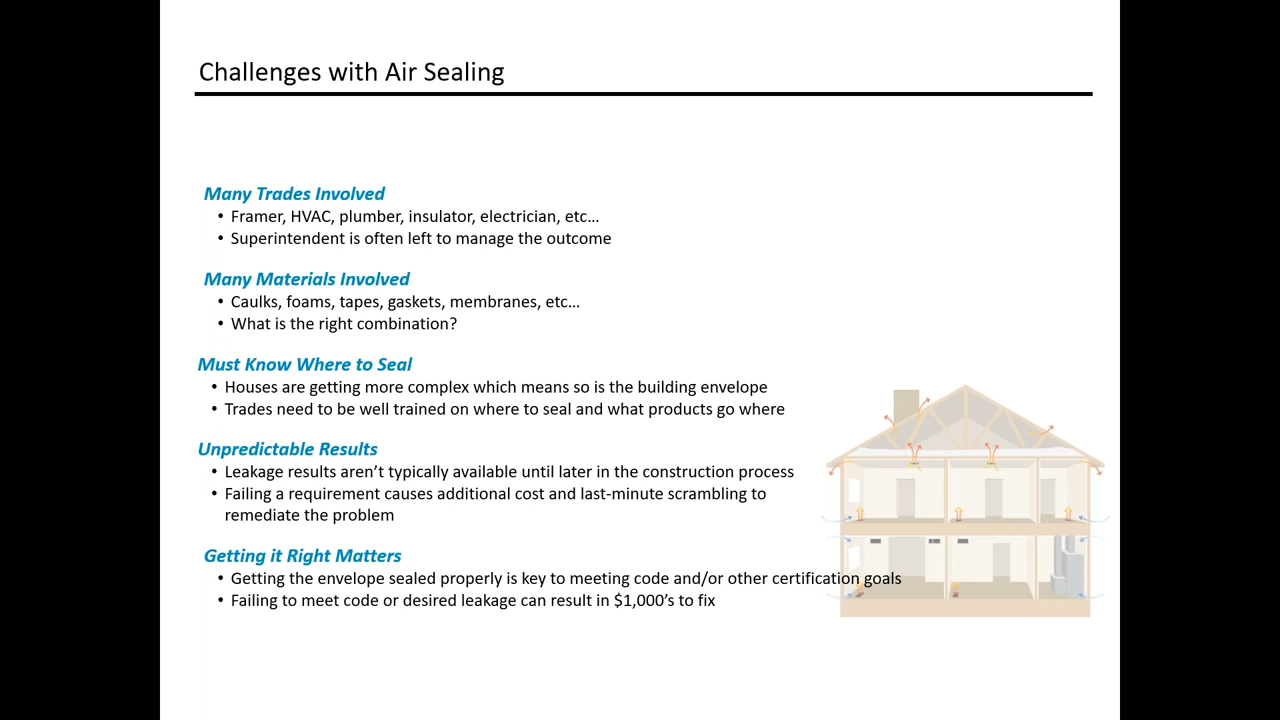 Challenges with Air Sealing
Many Trades Involved
• Framer, HVAC, plumber, insulator, electrician, etc…
• Superintendent is often left to manage the outcome
Many Materials Involved
• Caulks, foams, tapes, gaskets, membranes, etc…
• What is the right combination?
Must Know Where to Seal
• Houses are getting more complex which means so is the building envelope
• Trades need to be well trained on where to seal and what products go where
Unpredictable Results
• Leakage results aren’t typically available until later in the construction process
• Failing a requirement causes additional cost and last-minute scrambling to
remediate the problem
Getting it Right Matters
• Getting the envelope sealed properly is key to meeting code and/or other certification goals
• Failing to meet code or desired leakage can result in $1,000’s to fix